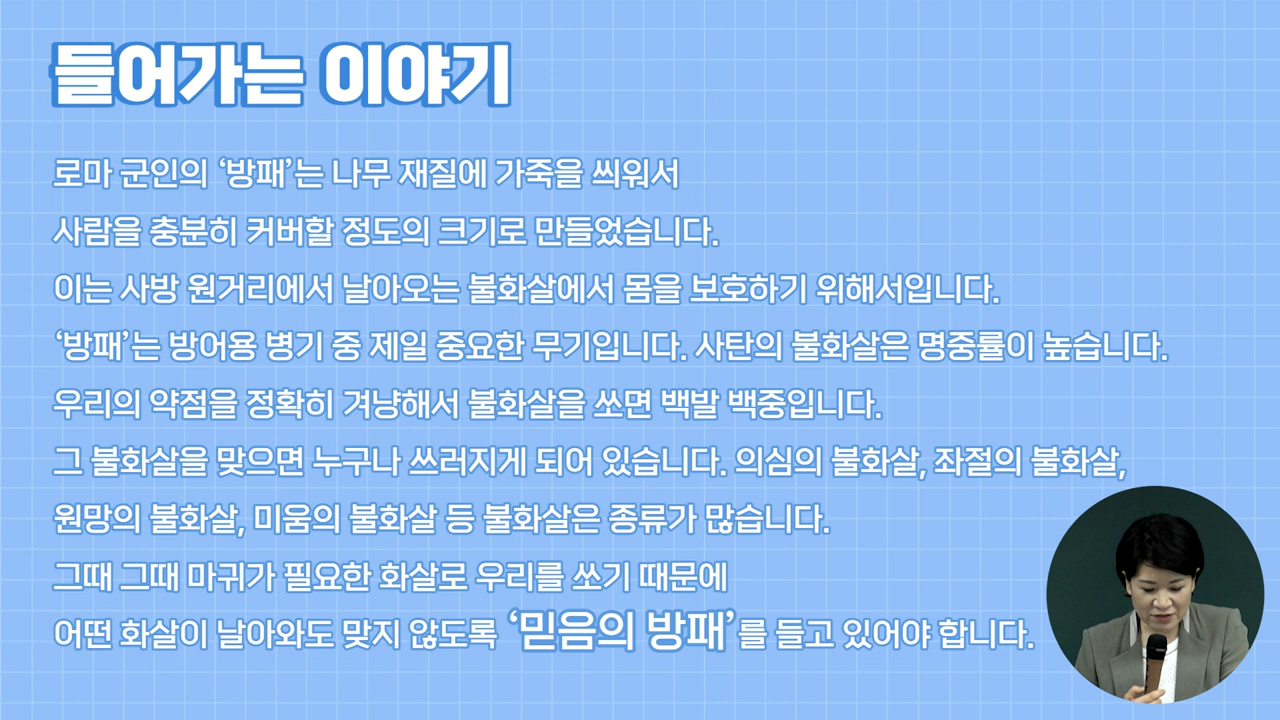 들어가는 이야기
로마 군인의 ‘방패’는 나무 재질에 가죽을 씌워서
사람을 충분히 커버할 정도의 크기로 만들었습니다.
이는 사방 원거리에서 날아오는 불화살에서 몸을 보호하기 위해서입니다.
‘방패’는 방어용 병기 중 제일 중요한 무기입니다. 사탄의 불화살은 명중률이 높습니다.
우리의 약점을 정확히 겨냥해서 불화살을 쏘면 백발 백중입니다.
그 불화살을 맞으면 누구나 쓰러지게 되어 있습니다. 의심의 불화살, 좌절의 불화살,
원망의 불화살, 미움의 불화살 등 불화살은 종류가 많습니다.
그때 그때 마귀가 필요한 화살로 우리를 쏘기 때문에
어떤 화살이 날아와도 맞지 않도록 ‘믿음의 방패’를 들고 있어야 합니다.